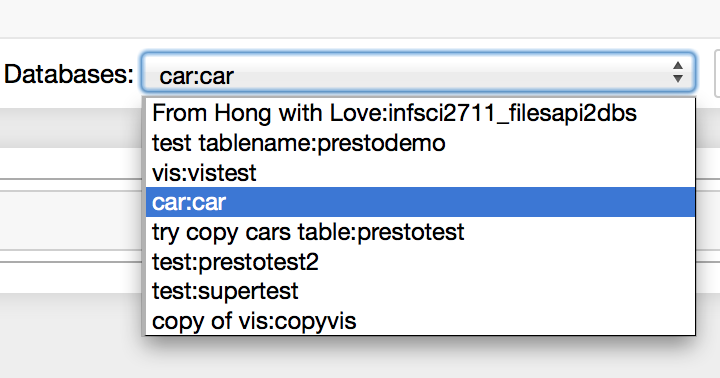 Databases: car:car
From Hong with Love:infsci2711_filesapi2dbs
test tablename:prestodemo
vis:vistest
car:car
try copy cars table:prestotest
test:prestotest2
test:supertest
copy of vis:copyvis